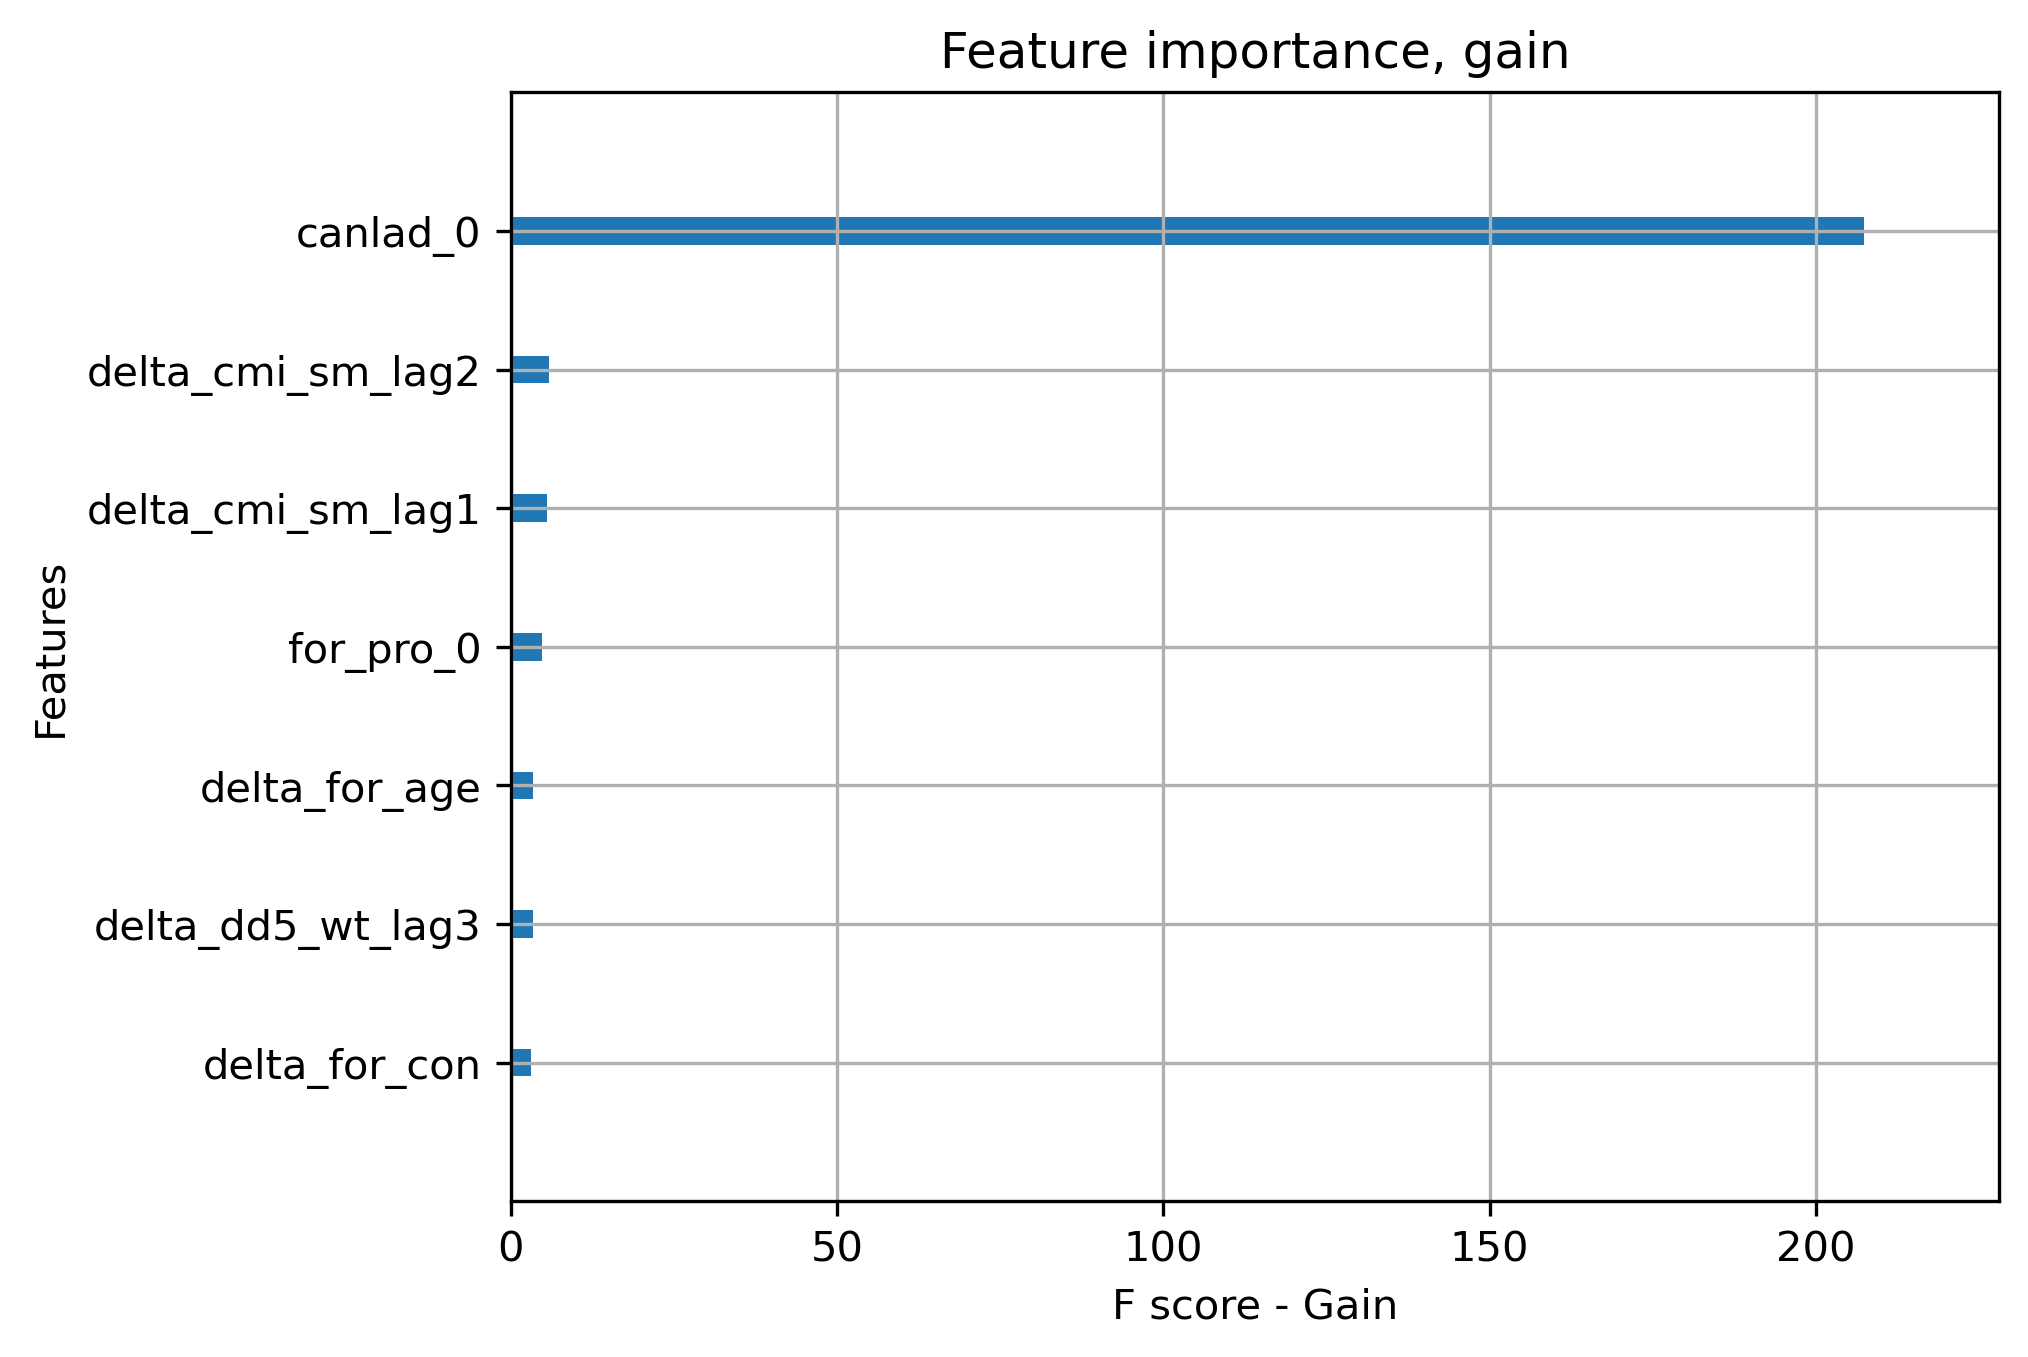 Feature importance, gain
canlad_0
delta_cmi_sm_lag2
delta_cmi_sm_lag1
for_pro_0
delta_for_age
delta_dd5_wt_lag3
delta_for_con
Features
0 50 100 150 200
F score - Gain